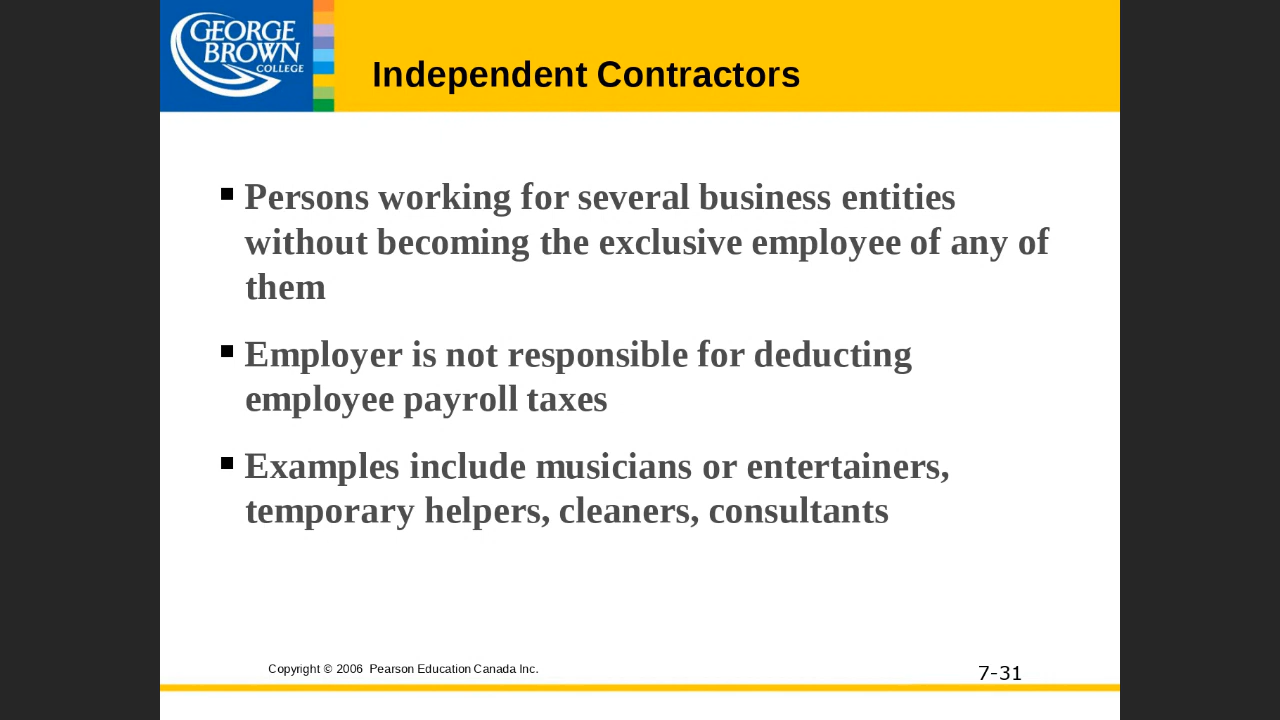 GEORGE
BROWN
COLLEGE
Independent Contractors
Persons working for several business entities
without becoming the exclusive employee of any of
them
Employer is not responsible for deducting
employee payroll taxes
Examples include musicians or entertainers,
temporary helpers, cleaners, consultants
Copyright © 2006 Pearson Education Canada Inc.
7-31